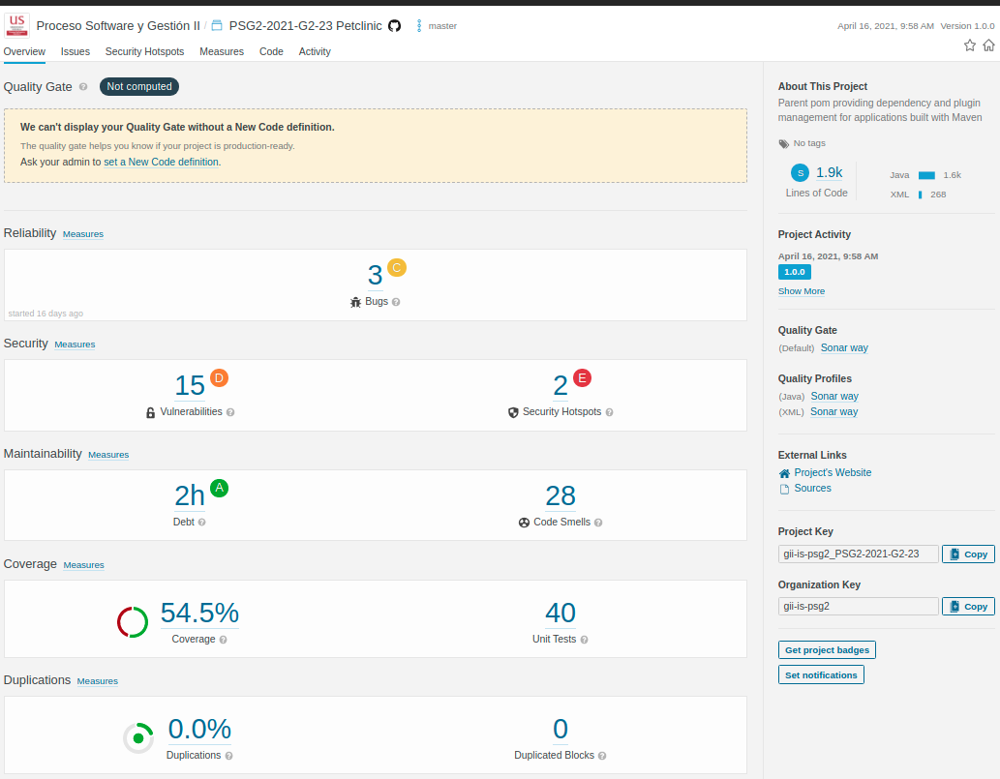 US
Proceso Software y Gestión II / PSG2-2021-G2-23 Petclinic master
April 16, 2021, 9:58 AM Version 1.0.0
Overview Issues Security Hotspots Measures Code Activity
Quality Gate ? Not computed
We can't display your Quality Gate without a New Code definition.
The quality gate helps you know if your project is production-ready.
Ask your admin to set a New Code definition.
Reliability Measures
3 C
Bugs ?
started 16 days ago
Security Measures
15 D
Vulnerabilities ?
2 E
Security Hotspots ?
Maintainability Measures
2h A
Debt ?
28
Code Smells ?
Coverage Measures
54.5%
Coverage ?
40
Unit Tests ?
Duplications Measures
0.0%
Duplications ?
0
Duplicated Blocks ?
About This Project
Parent pom providing dependency and plugin
management for applications built with Maven
No tags
S 1.9k
Lines of Code
Java 1.6k
XML 268
Project Activity
April 16, 2021, 9:58 AM
1.0.0
Show More
Quality Gate
(Default) Sonar way
Quality Profiles
(Java) Sonar way
(XML) Sonar way
External Links
Project's Website
Sources
Project Key
gii-is-psg2_PSG2-2021-G2-23 Copy
Organization Key
gii-is-psg2 Copy
Get project badges
Set notifications